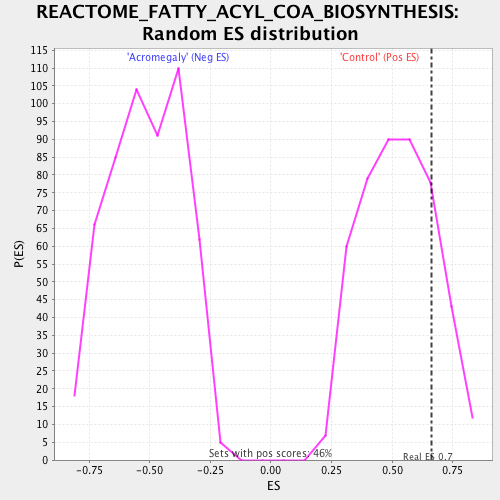 REACTOME_FATTY_ACYL_COA_BIOSYNTHESIS:
Random ES distribution
'Acromegaly' (Neg ES)
'Control' (Pos ES)
115
110
105
100
95
90
85
80
75
70
65
60
55
50
45
40
35
30
25
20
15
10
5
0
P(ES)
Sets with pos scores: 46%
Real ES 0.7
-0.75 -0.50 -0.25 0.00 0.25 0.50 0.75
ES